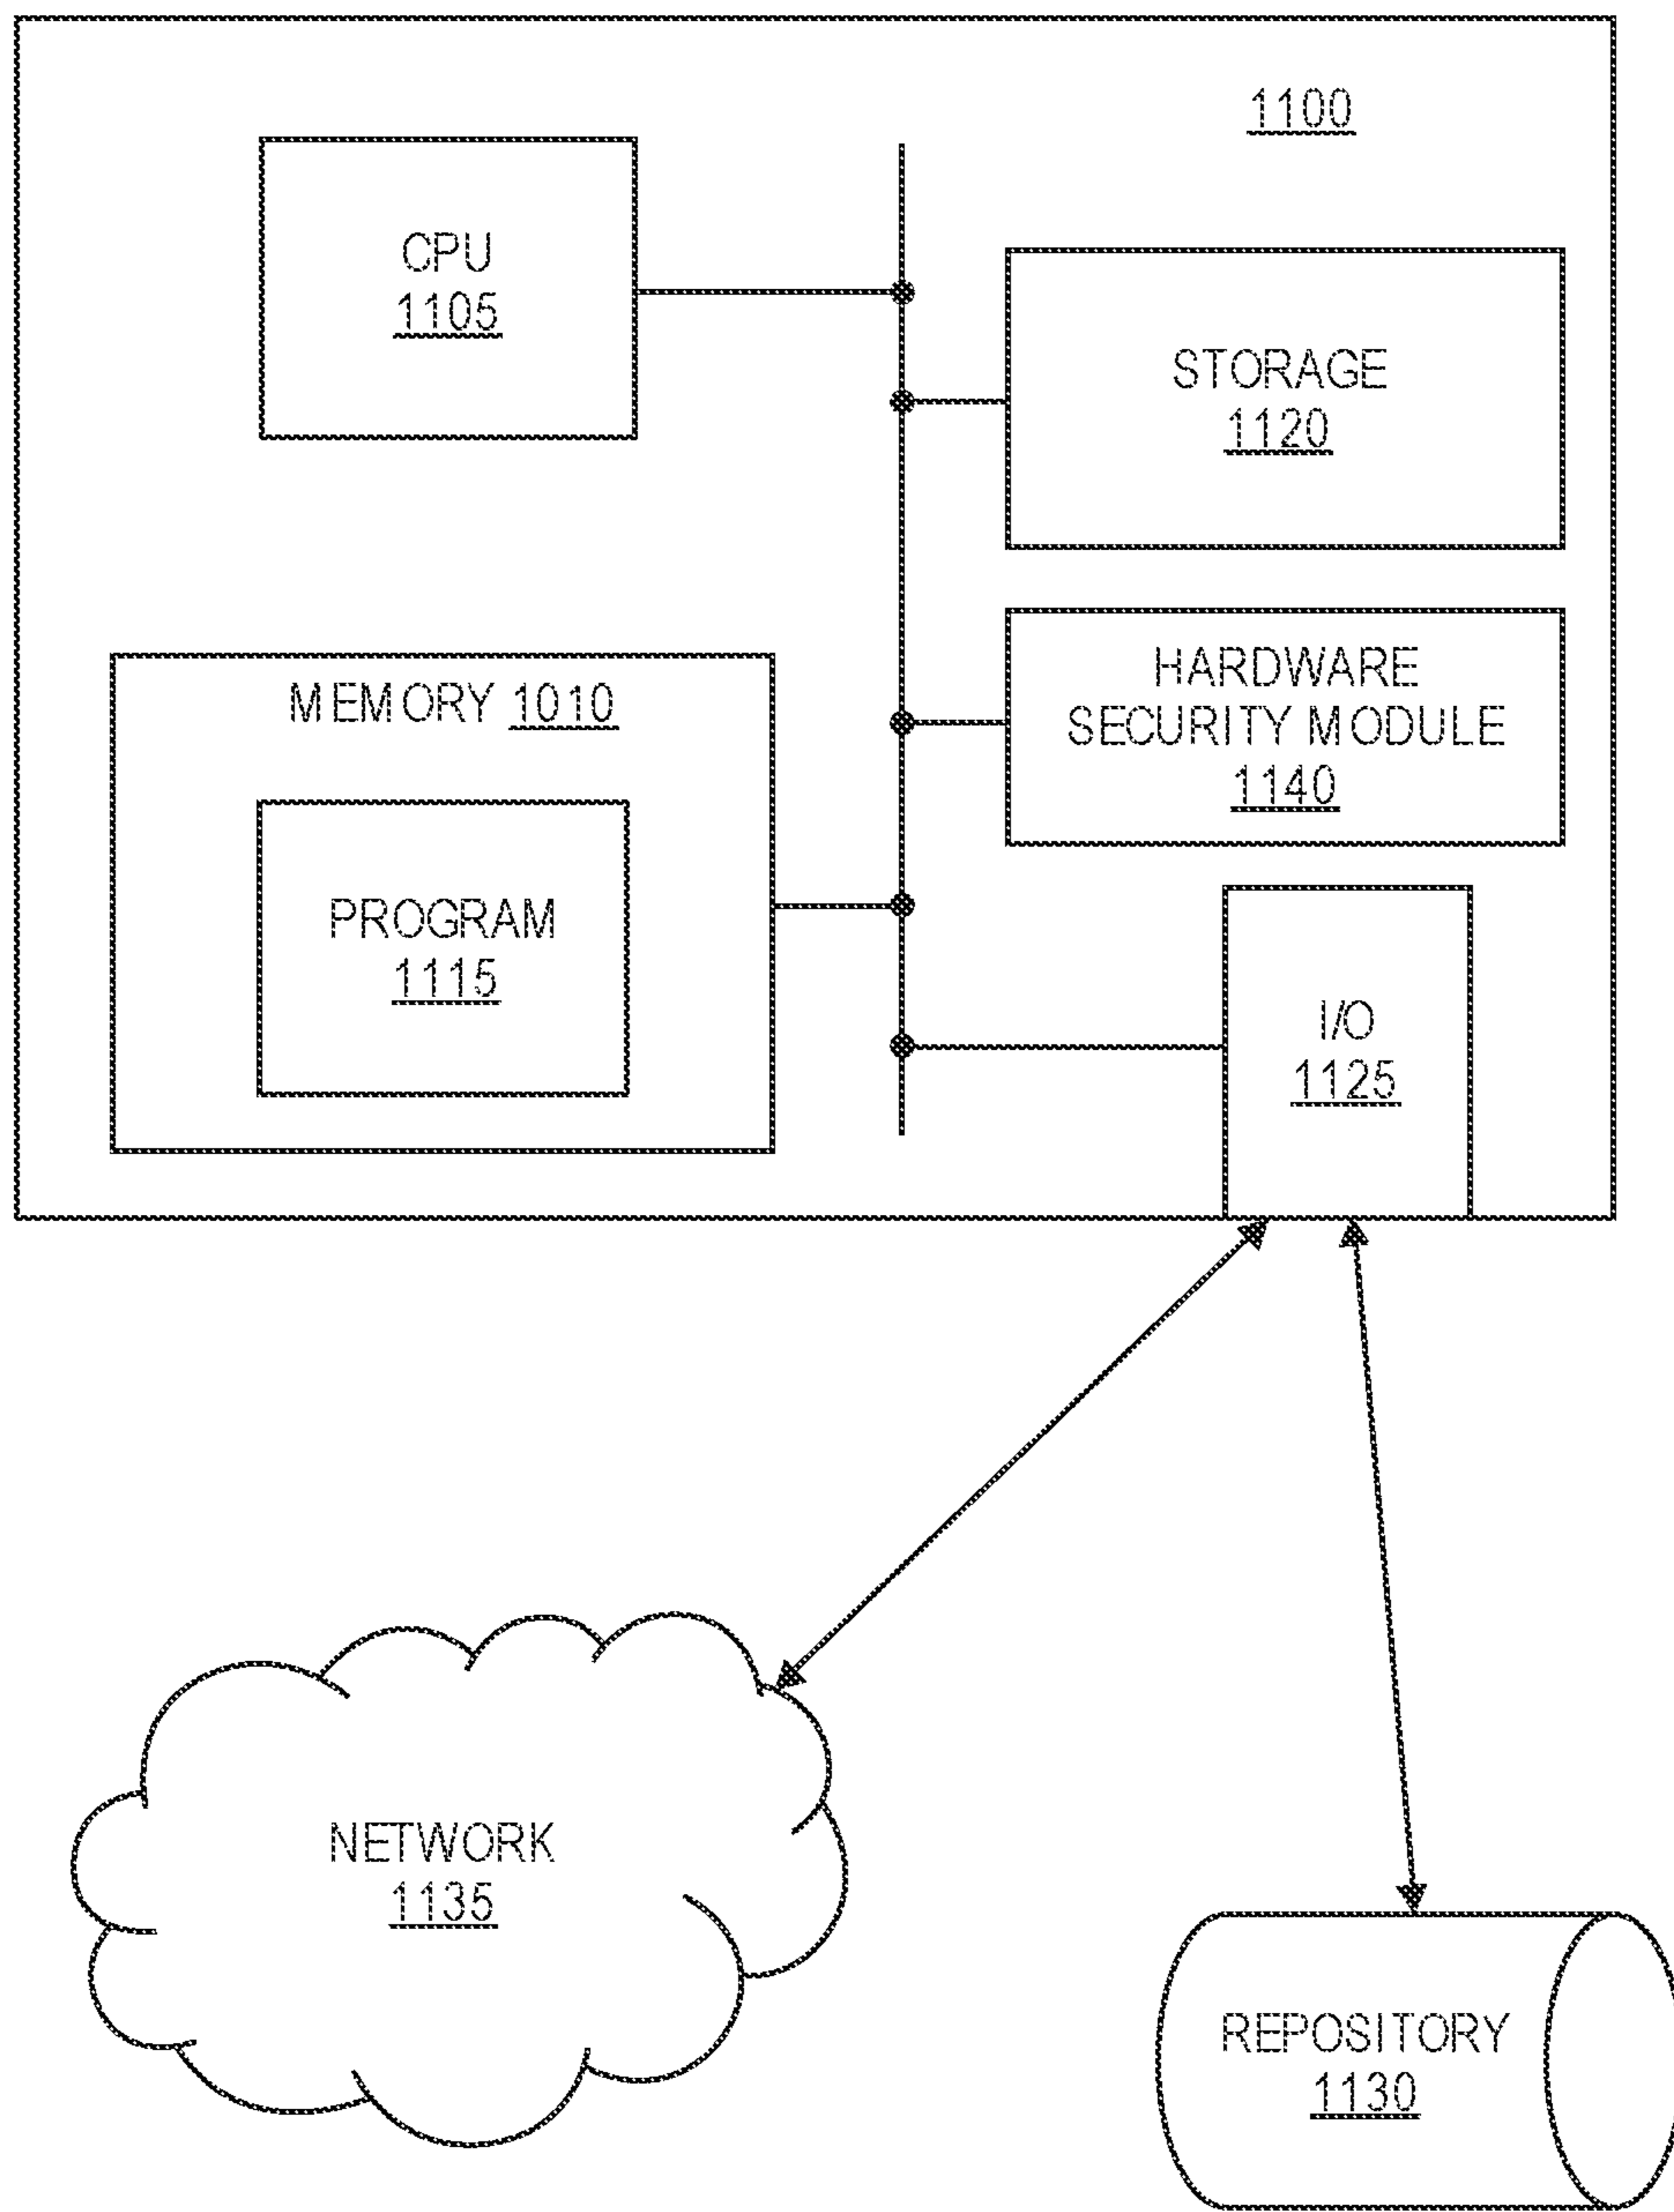 1100
CPU
1105
STORAGE
1120
MEMORY 1010
HARDWARE
SECURITY MODULE
1140
PROGRAM
1115
I/O
1125
NETWORK
1135
REPOSITORY
1130